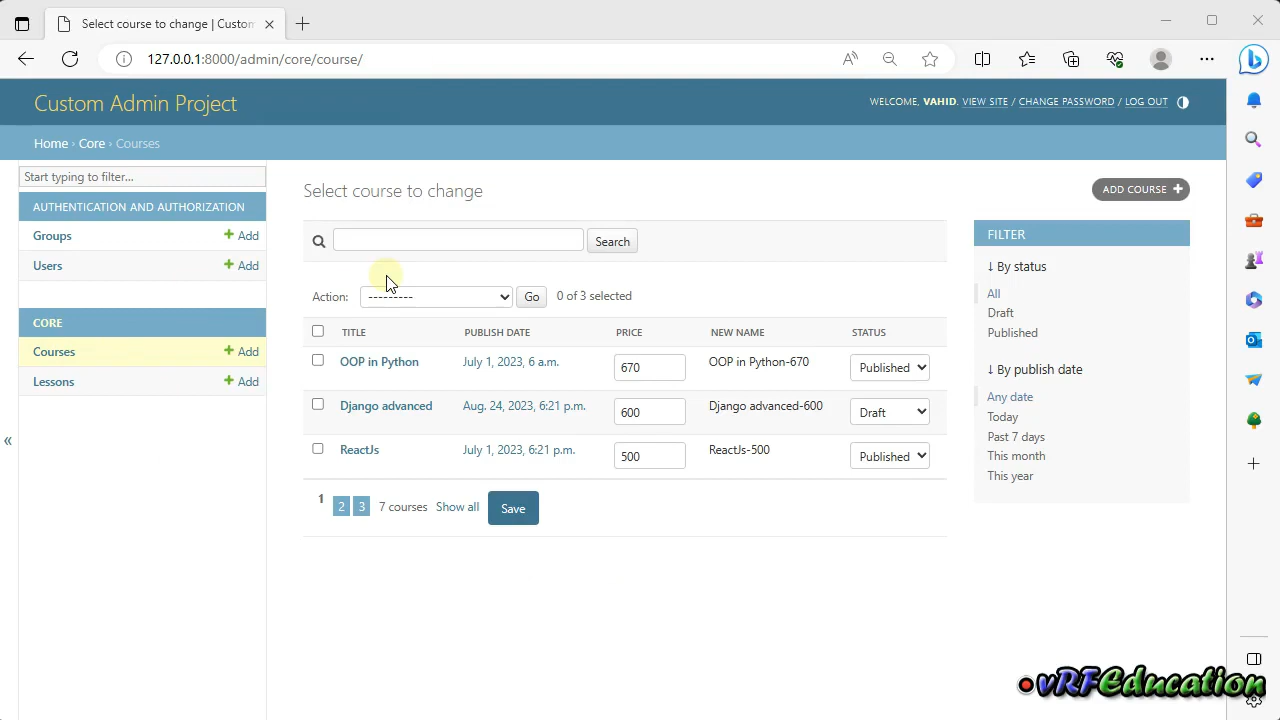 Select course to change | Custom
127.0.0.1:8000/admin/core/course/
Custom Admin Project
WELCOME, VAHID. VIEW SITE / CHANGE PASSWORD / LOG OUT
Home › Core › Courses
Start typing to filter...
AUTHENTICATION AND AUTHORIZATION
Groups + Add
Users + Add
CORE
Courses + Add
Lessons + Add
«
Select course to change
ADD COURSE +
Search
Action: --------- Go 0 of 3 selected
TITLE PUBLISH DATE PRICE NEW NAME STATUS
OOP in Python July 1, 2023, 6 a.m. 670 OOP in Python-670 Published
Django advanced Aug. 24, 2023, 6:21 p.m. 600 Django advanced-600 Draft
ReactJs July 1, 2023, 6:21 p.m. 500 ReactJs-500 Published
1 2 3 7 courses Show all Save
FILTER
↓ By status
All
Draft
Published
↓ By publish date
Any date
Today
Past 7 days
This month
This year
vRFEducation